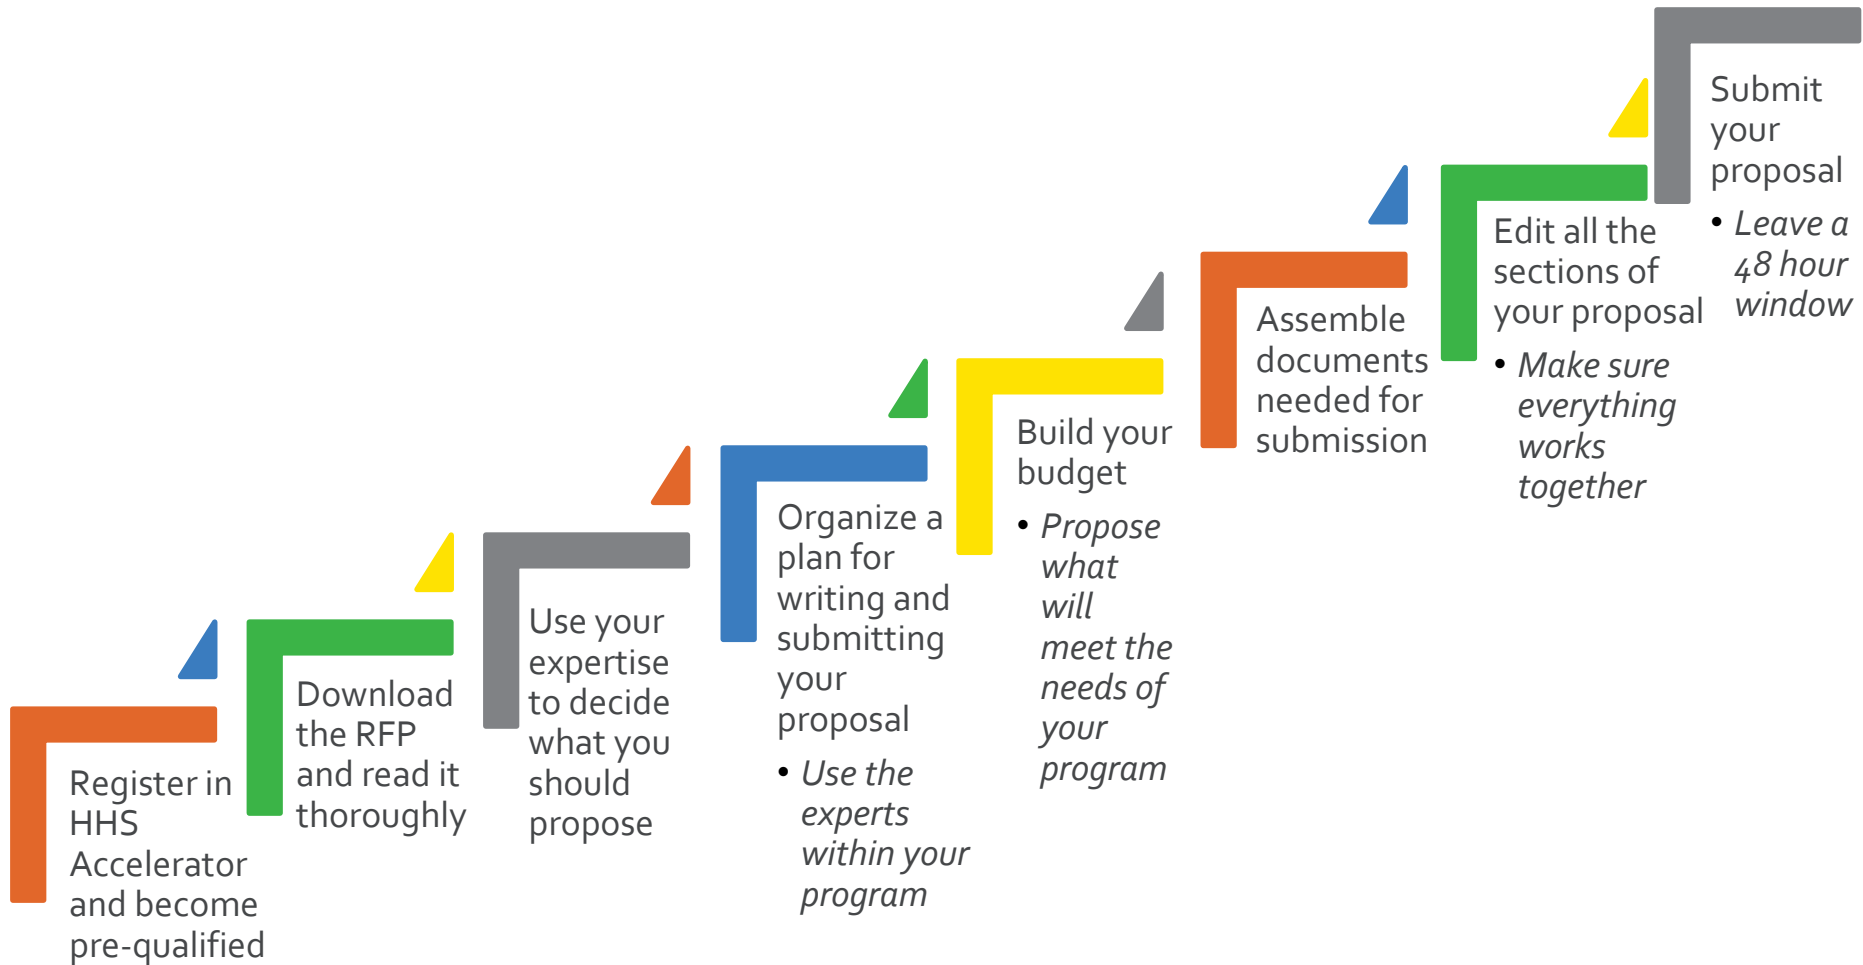 Register in
HHS
Accelerator
and become
pre-qualified
Download
the RFP
and read it
thoroughly
Use your
expertise
to decide
what you
should
propose
Organize a
plan for
writing and
submitting
your
proposal
• Use the
experts
within your
program
Build your
budget
• Propose
what
will
meet the
needs of
your
program
Assemble
documents
needed for
submission
Edit all the
sections of
your proposal
• Make sure
everything
works
together
Submit
your
proposal
• Leave a
48 hour
window